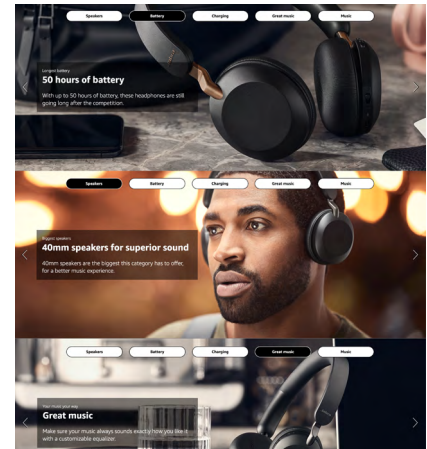 Speakers
Battery
Charging
Great music
Music
Longest battery
50 hours of battery
With up to 50 hours of battery, these headphones are still
going long after the competition.
Speakers
Battery
Charging
Great music
Music
Biggest speakers
40mm speakers for superior sound
40mm speakers are the biggest this category has to offer,
for a better music experience.
Speakers
Battery
Charging
Great music
Music
Your music your way
Great music
Make sure your music always sounds exactly how you like it
with a customizable equalizer.